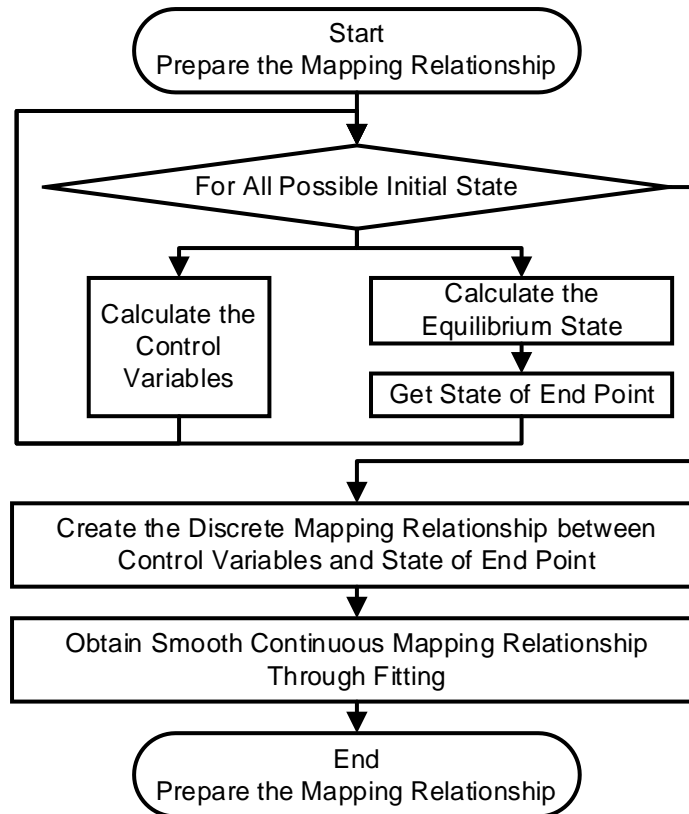 Start
Prepare the Mapping Relationship
For All Possible Initial State
Calculate the
Control
Variables
Calculate the
Equilibrium State
Get State of End Point
Create the Discrete Mapping Relationship between
Control Variables and State of End Point
Obtain Smooth Continuous Mapping Relationship
Through Fitting
End
Prepare the Mapping Relationship